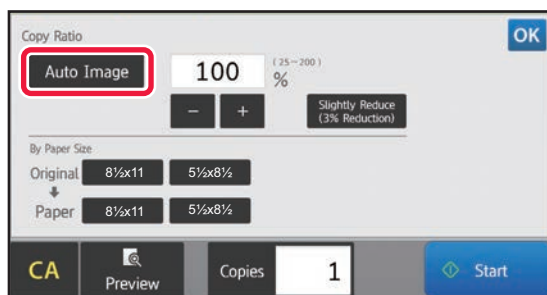 Copy Ratio
OK
Auto Image
100
(25~200)
%
- +
Slightly Reduce
(3% Reduction)
By Paper Size
Original 8½x11 5½x8½
Paper 8½x11 5½x8½
CA
Preview
Copies 1
Start